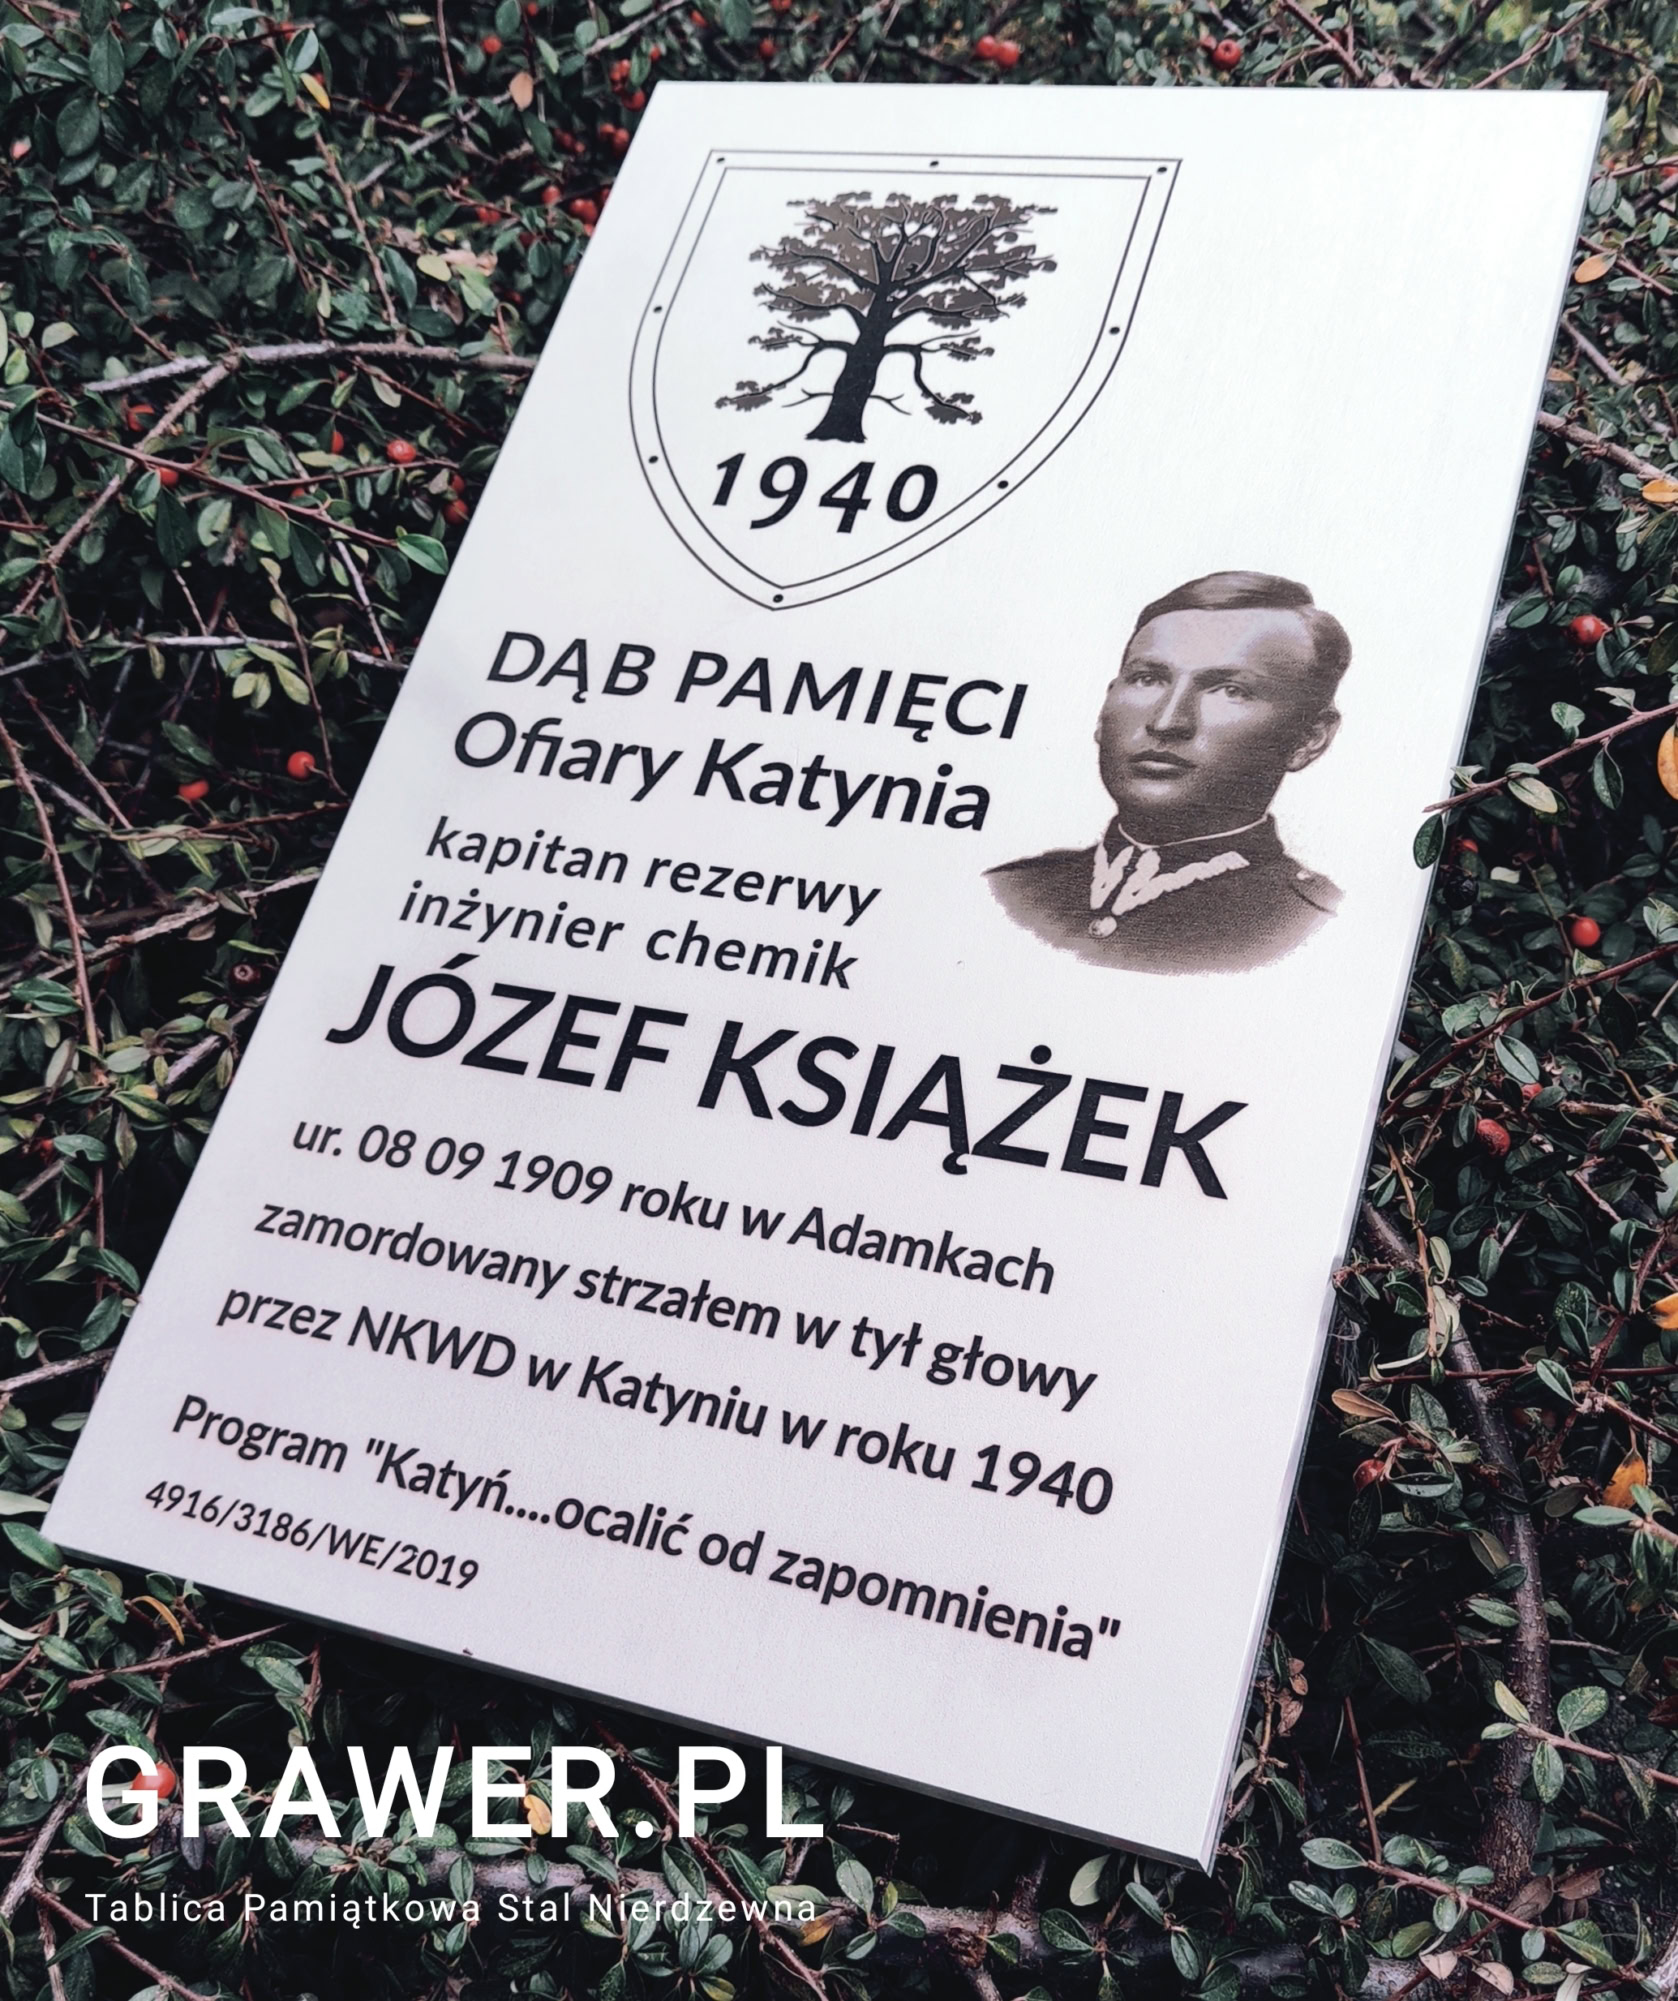 1940
DĄB PAMIĘCI
Ofiary Katynia
kapitan rezerwy
inżynier chemik
JÓZEF KSIĄŻEK
ur. 08 09 1909 roku w Adamkach
zamordowany strzałem w tył głowy
przez NKWD w Katyniu w roku 1940
Program "Katyń....ocalić od zapomnienia"
4916/3186/WE/2019
GRAWER.PL
Tablica Pamiątkowa Stal Nierdzewna